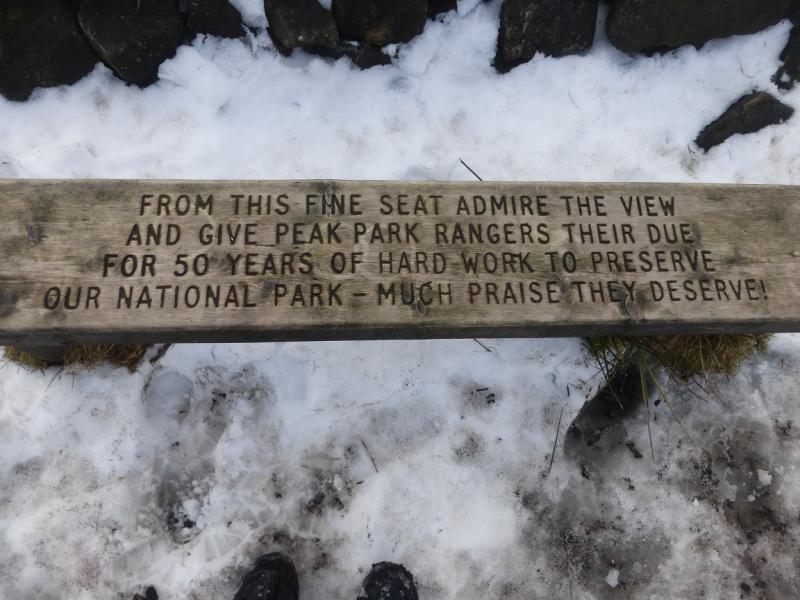 FROM THIS FINE SEAT ADMIRE THE VIEW
AND GIVE PEAK PARK RANGERS THEIR DUE
FOR 50 YEARS OF HARD WORK TO PRESERVE
OUR NATIONAL PARK – MUCH PRAISE THEY DESERVE!